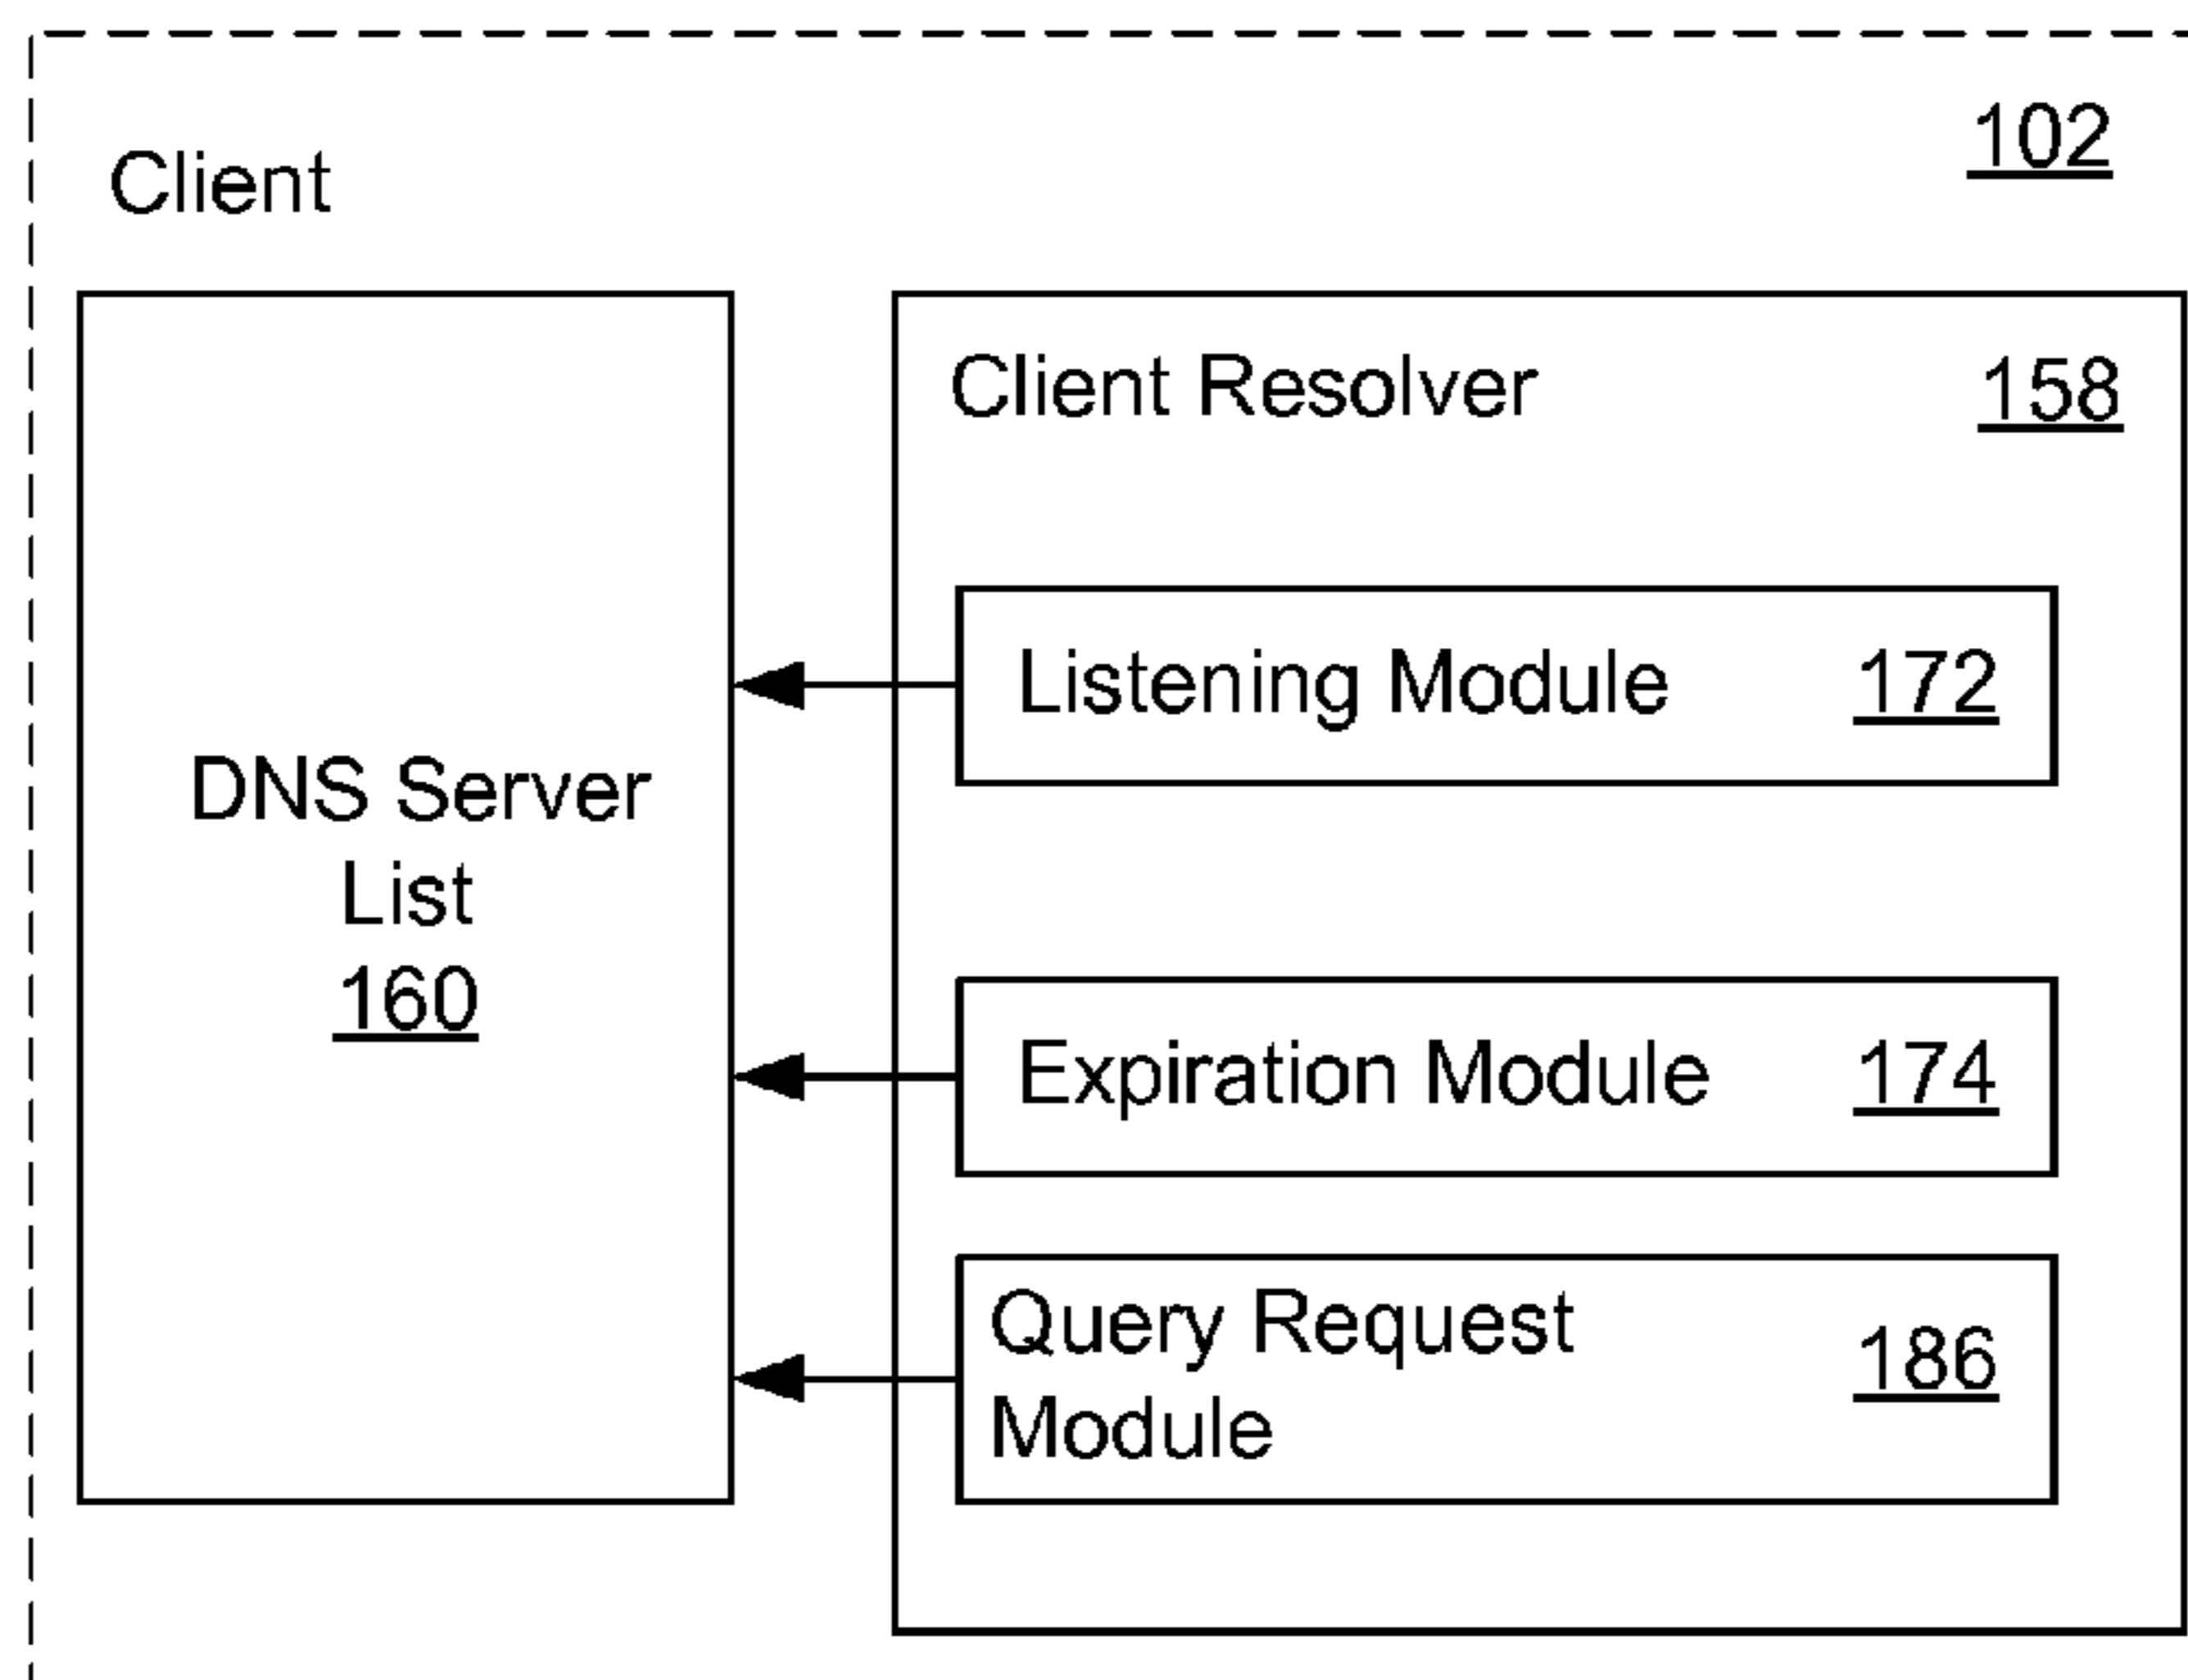 102
Client
Client Resolver
158
Listening Module
172
DNS Server
List
160
Expiration Module
174
Query Request
Module
186